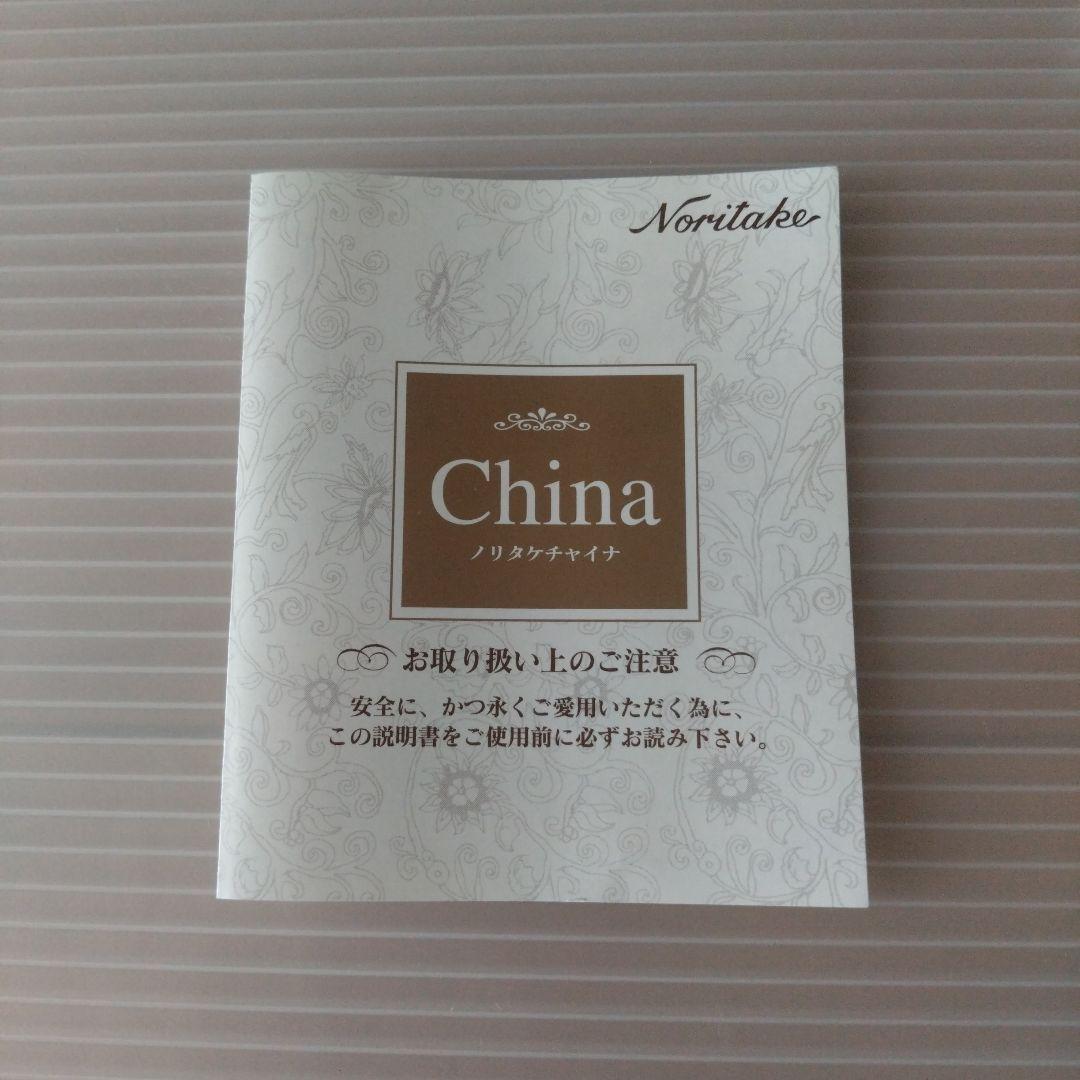 Noritake
China
ノリタケチャイナ
お取り扱い上のご注意
安全に、かつ永くご愛用いただく為に、
この説明書をご使用前に必ずお読み下さい。